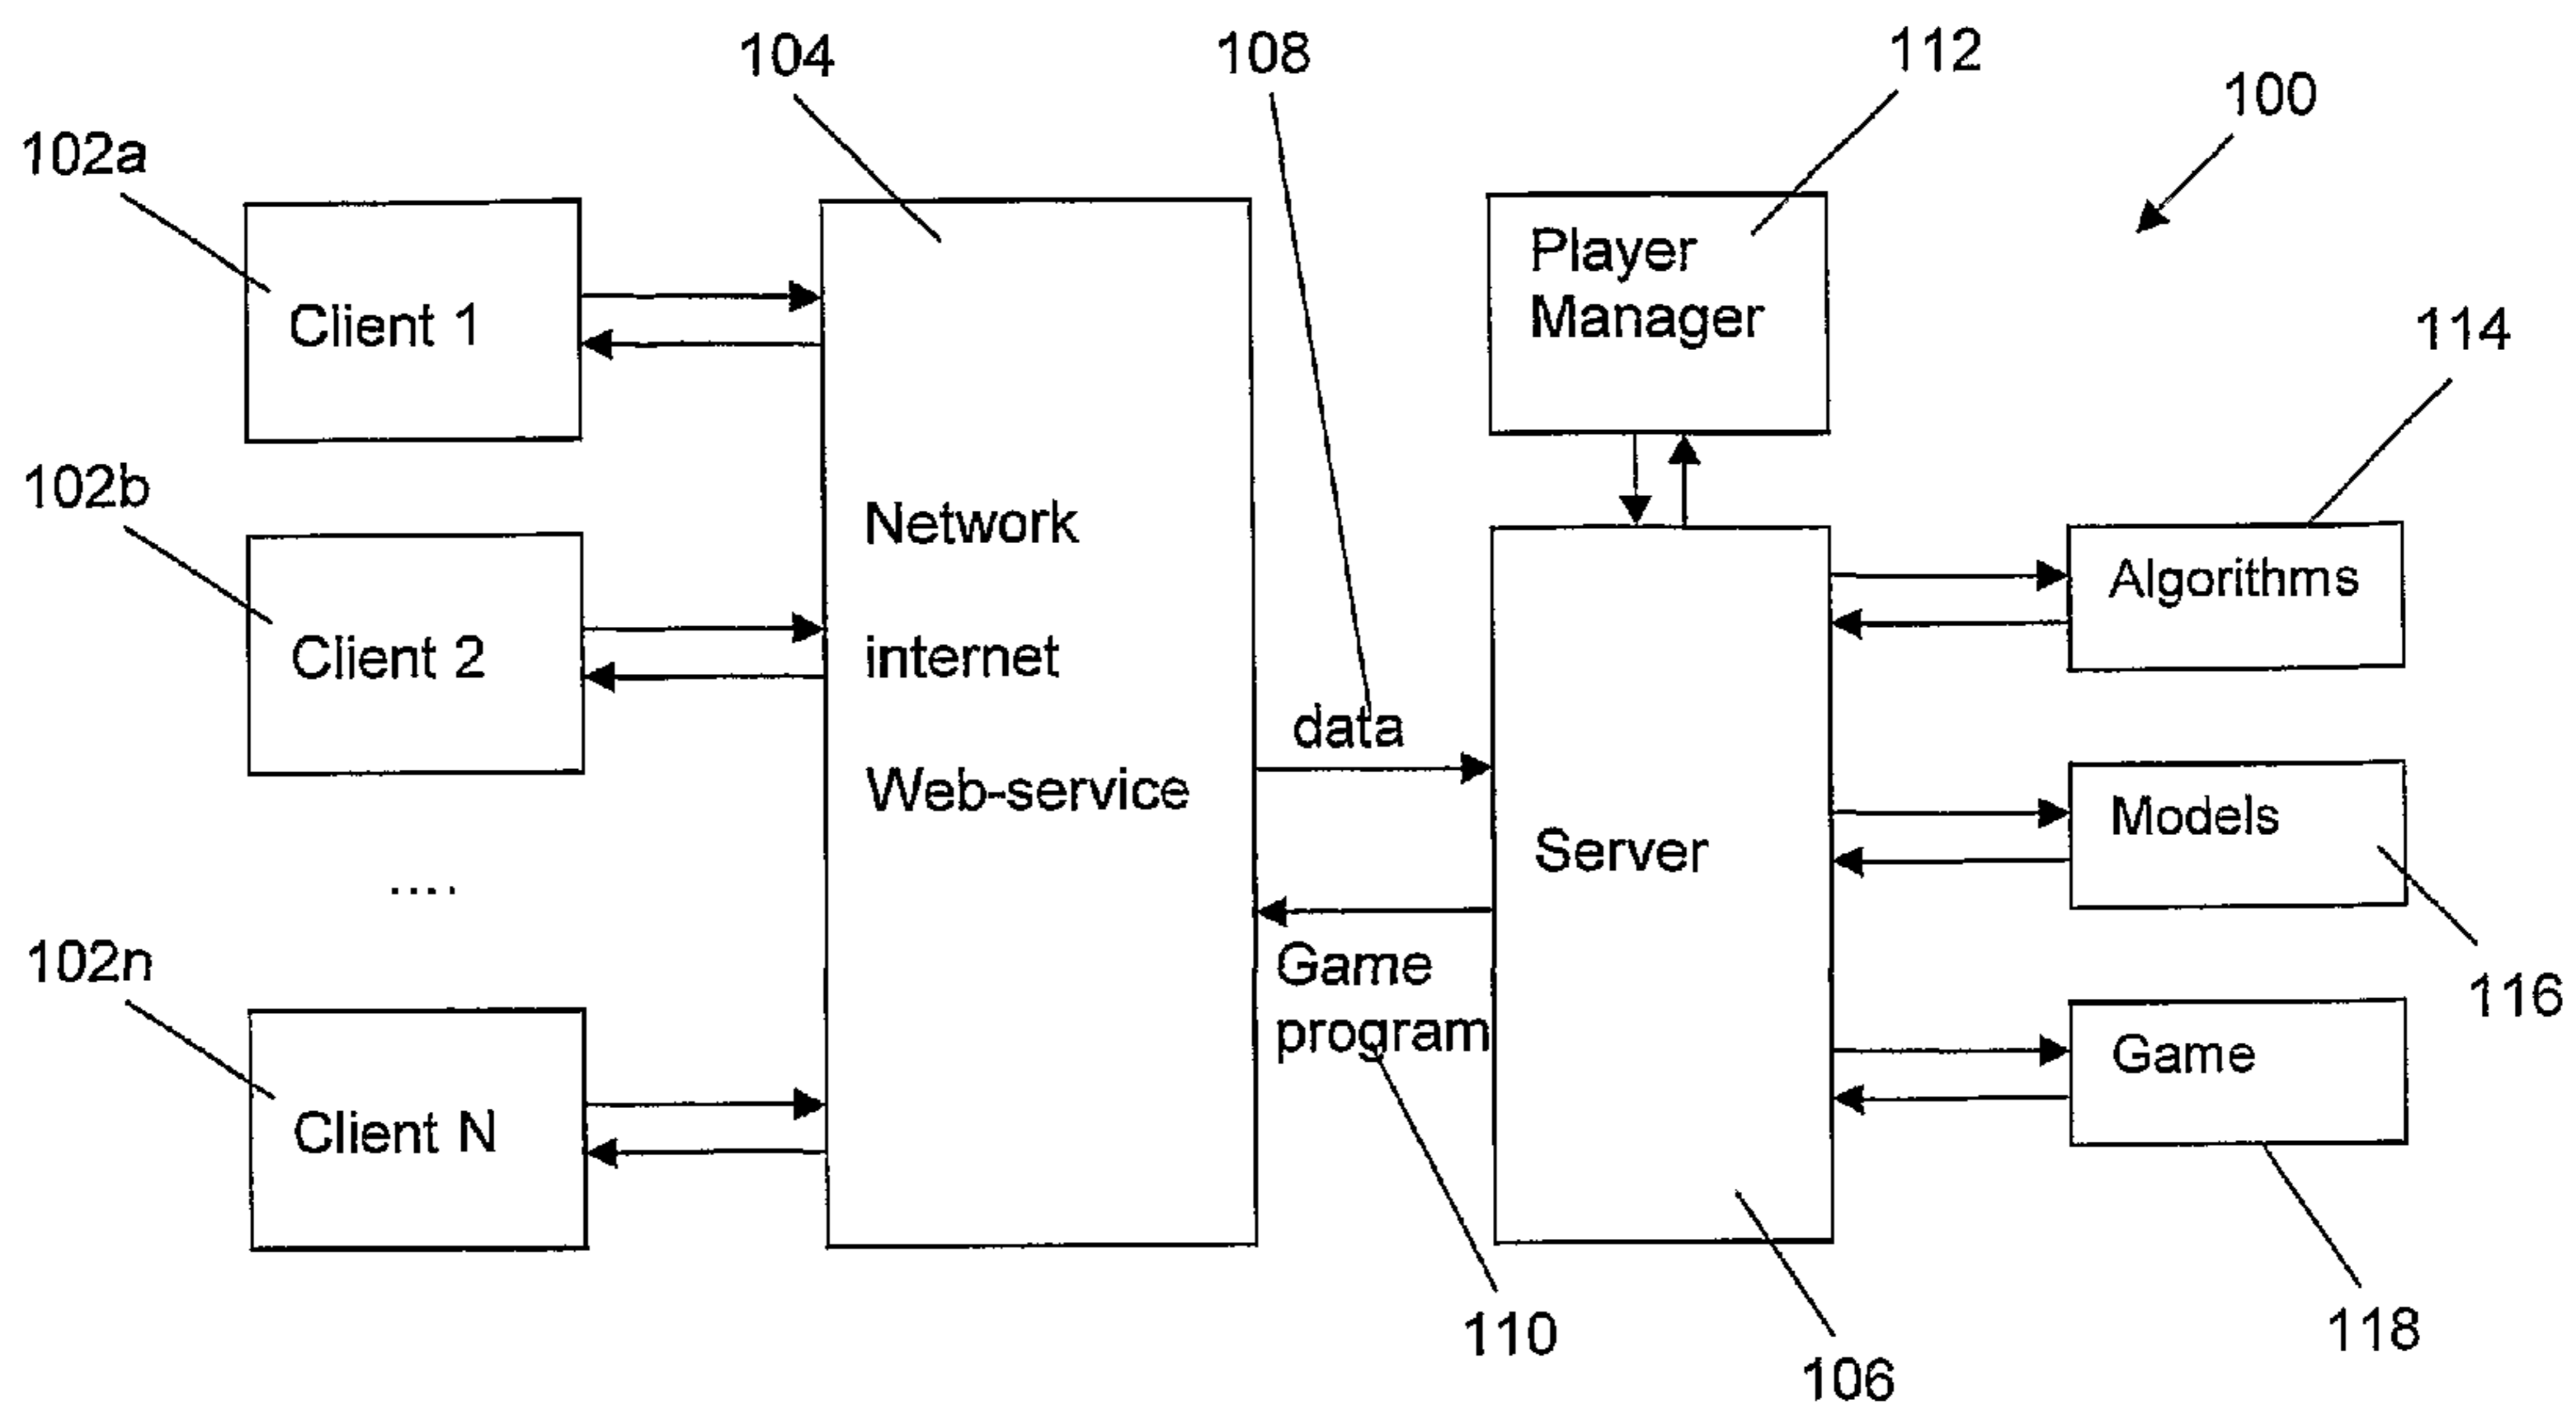 104
108
112
100
102a
Client 1
Player
Manager
114
102b
Client 2
Network
internet
Web-service
data
Algorithms
Server
Models
....
102n
Client N
Game
program
116
Game
110
106
118